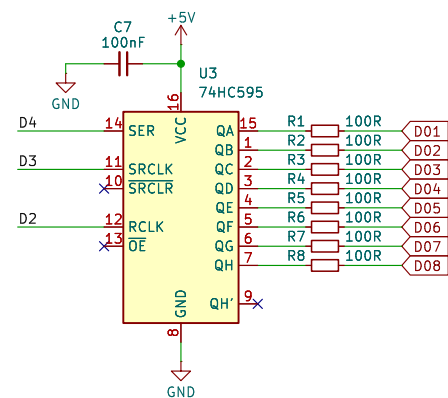 C7
100nF
+5V
GND
U3
74HC595
16
VCC
D4
14
SER
D3
11
SRCLK
10
SRCLR
D2
12
RCLK
13
OE
QA
15
R1
100R
D01
QB
1
R2
100R
D02
QC
2
R3
100R
D03
QD
3
R4
100R
D04
QE
4
R5
100R
D05
QF
5
R6
100R
D06
QG
6
R7
100R
D07
QH
7
R8
100R
D08
QH'
9
GND
8
GND